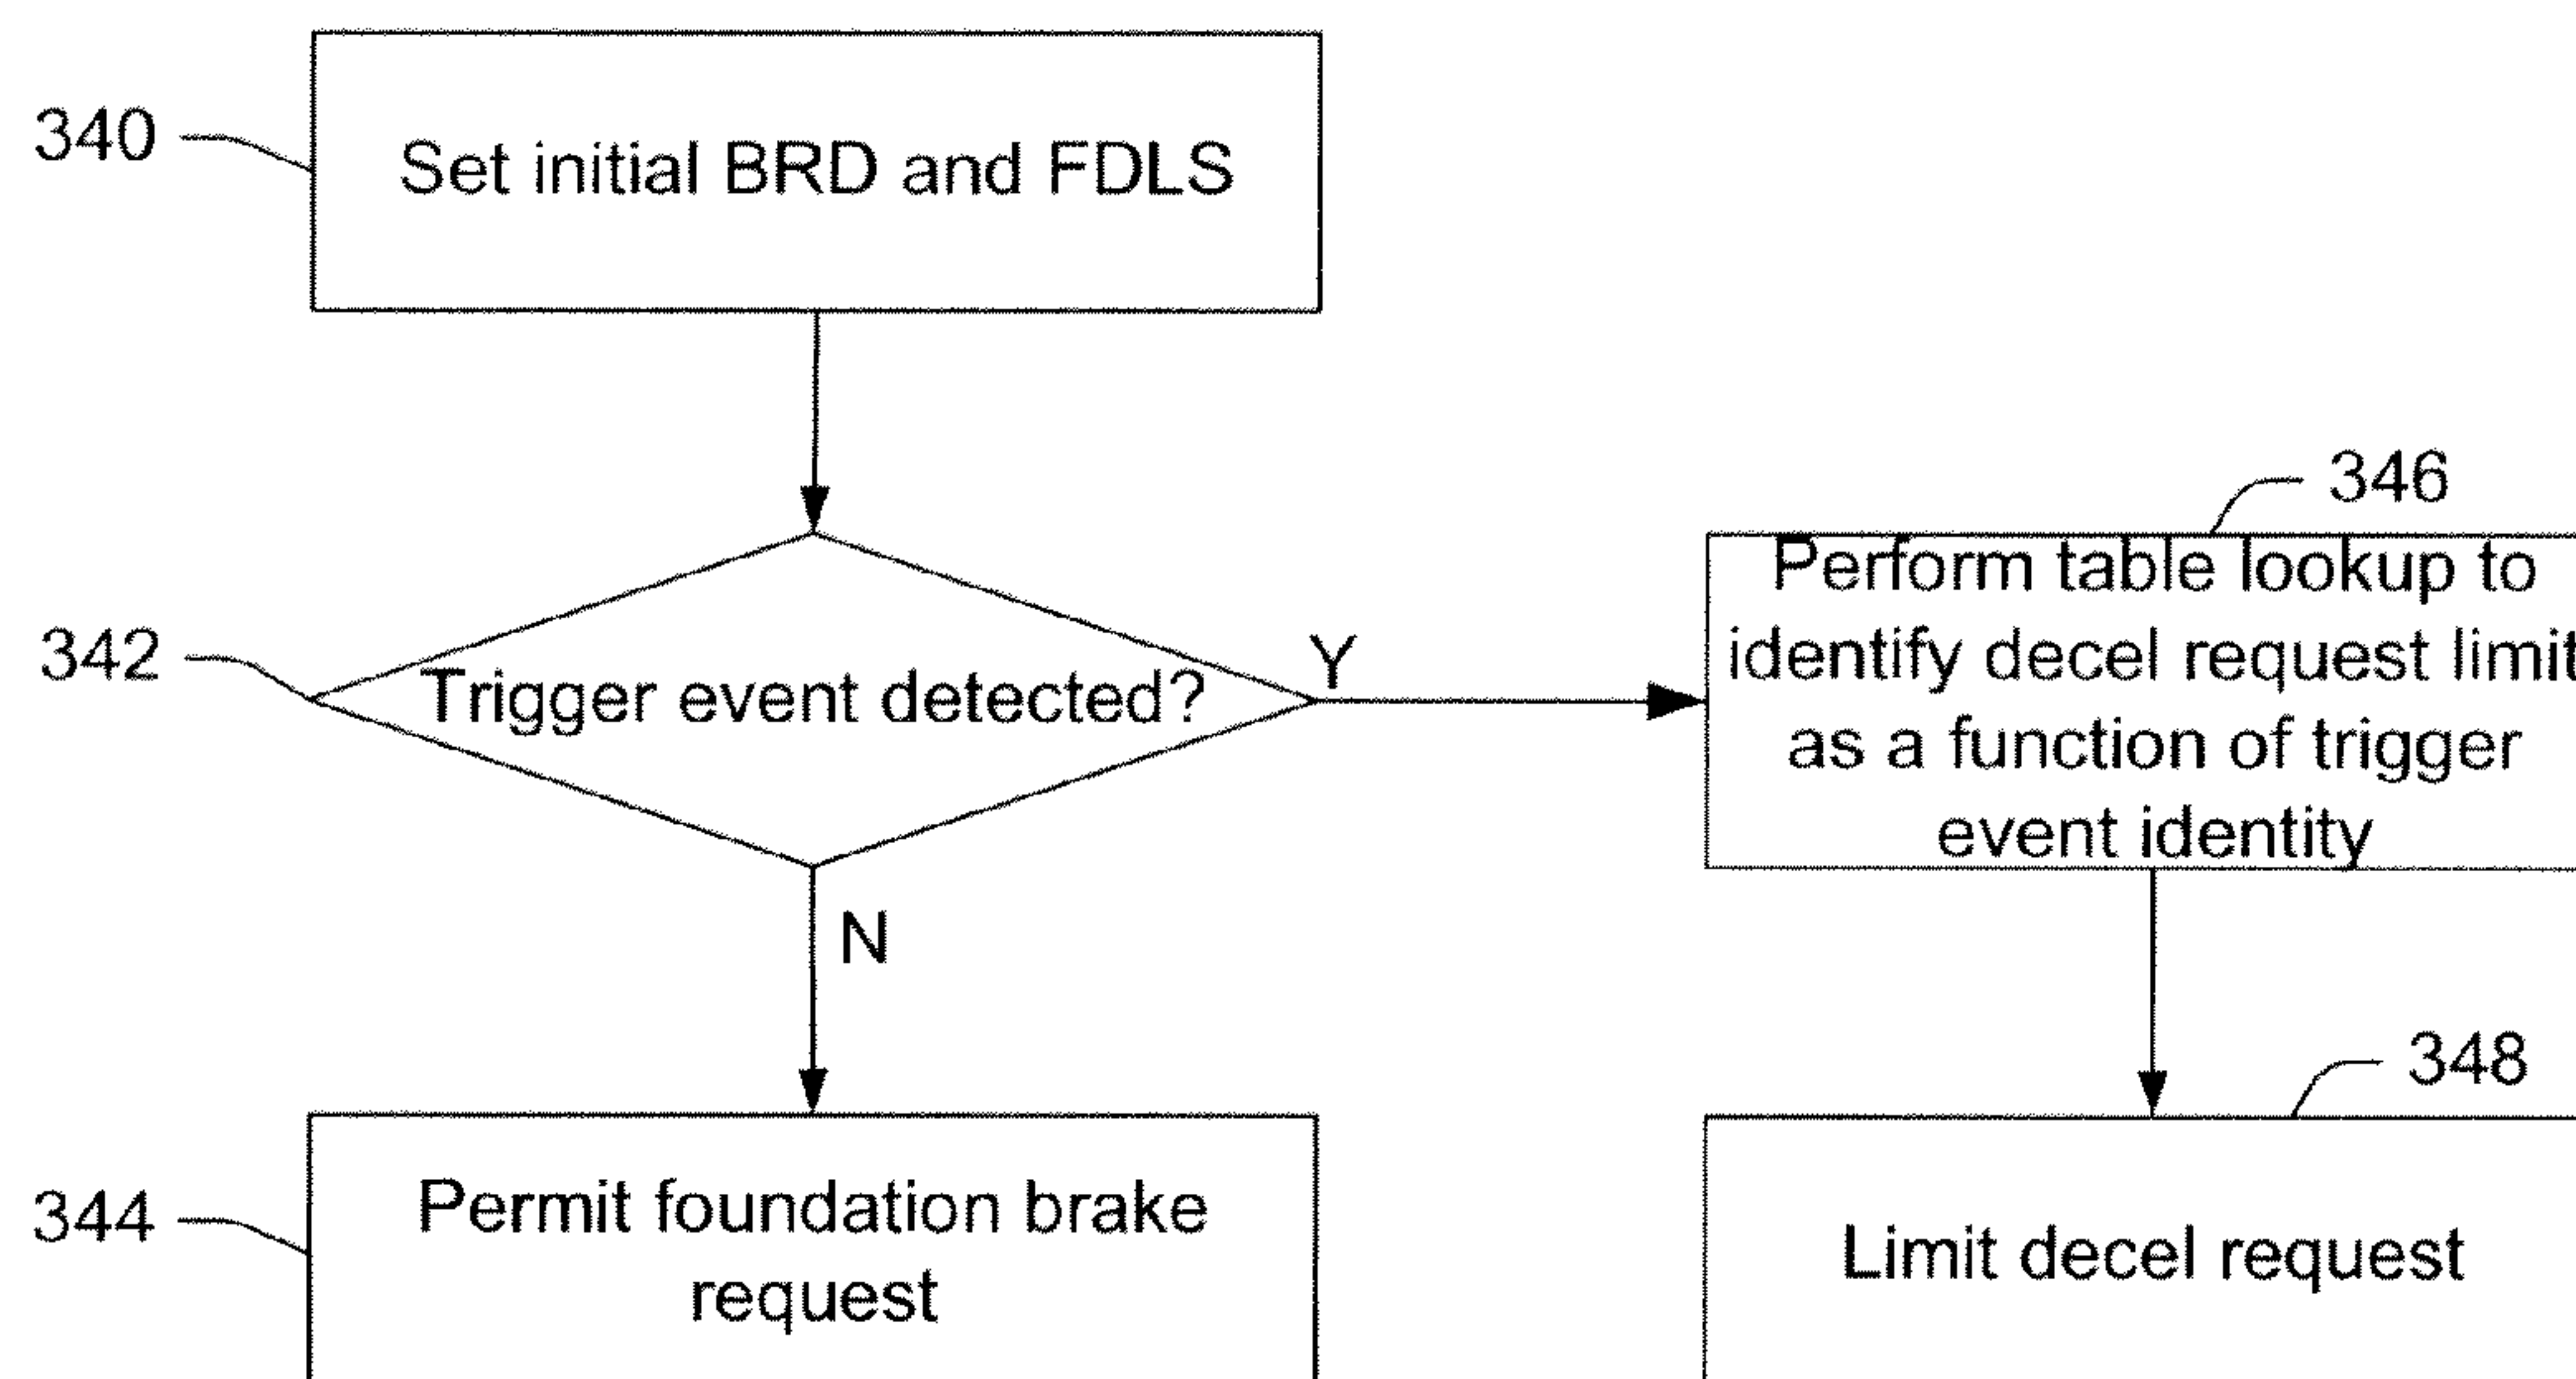 340
Set initial BRD and FDLS
342
Trigger event detected?
Y
N
346
Perform table lookup to
identify decel request limit
as a function of trigger
event identity
344
Permit foundation brake
request
348
Limit decel request